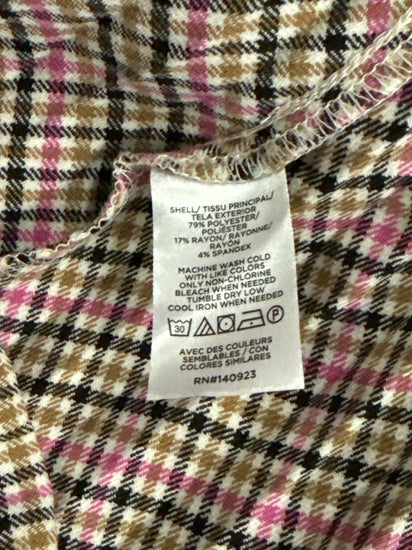 SHELL/ TISSU PRINCIPAL/
TELA EXTERIOR
79% POLYESTER/
POLIÉSTER
17% RAYON/ RAYONNE/
RAYÓN
4% SPANDEX
MACHINE WASH COLD
WITH LIKE COLORS
ONLY NON-CHLORINE
BLEACH WHEN NEEDED
TUMBLE DRY LOW
COOL IRON WHEN NEEDED
30 P
AVEC DES COULEURS
SEMBLABLES / CON
COLORES SIMILARES
RN#140923